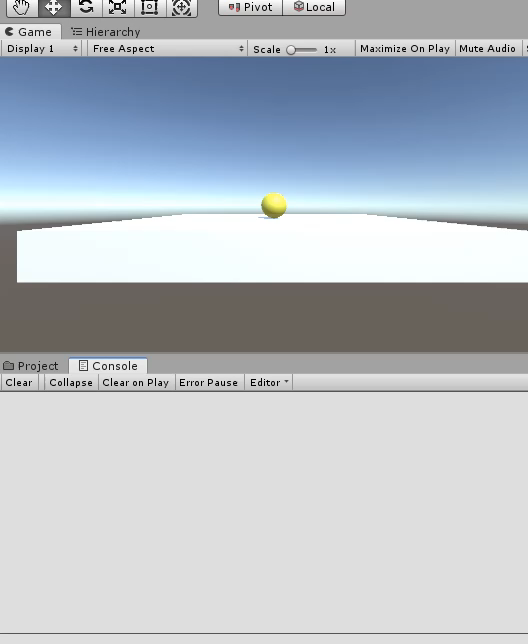 Pivot Local
Game Hierarchy
Display 1 Free Aspect Scale 1x Maximize On Play Mute Audio
Project Console
Clear Collapse Clear on Play Error Pause Editor